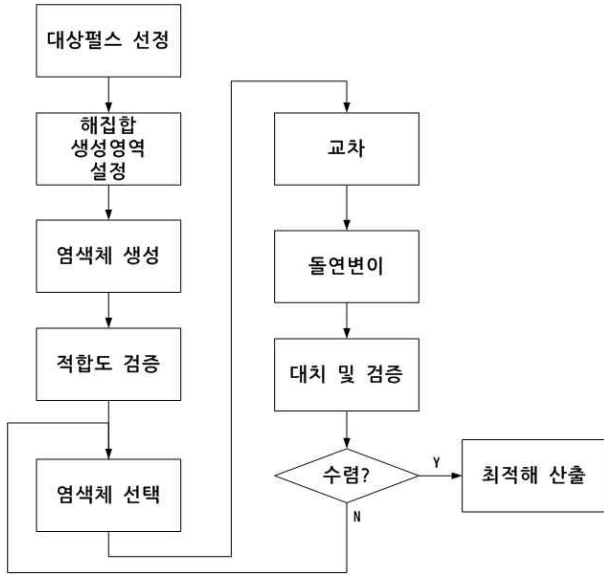 대상펄스 선정
해집합
생성영역
설정
염색체 생성
적합도 검증
염색체 선택
교차
돌연변이
대치 및 검증
수렴?
Y
N
최적해 산출